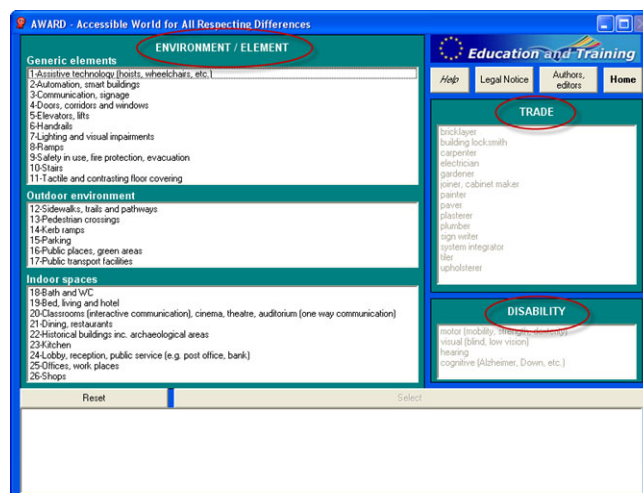 AWARD - Accessible World for All Respecting Differences
ENVIRONMENT / ELEMENT
Generic elements
1-Assistive technology (hoists, wheelchairs, etc.)
2-Automation, smart buildings
3-Communication, signage
4-Doors, corridors and windows
5-Elevators, lifts
6-Handrails
7-Lighting and visual impairments
8-Ramps
9-Safety in use, fire protection, evacuation
10-Stairs
11-Tactile and contrasting floor covering
Outdoor environment
12-Sidewalks, trails and pathways
13-Pedestrian crossings
14-Kerb ramps
15-Parking
16-Public places, green areas
17-Public transport facilities
Indoor spaces
18-Bath and WC
19-Bed, living and hotel
20-Classrooms (interactive communication), cinema, theatre, auditorium (one way communication)
21-Dining, restaurants
22-Historical buildings inc. archaeological areas
23-Kitchen
24-Lobby, reception, public service (e.g. post office, bank)
25-Offices, work places
26-Shops
Education and Training
Help
Legal Notice
Authors,
editors
Home
TRADE
bricklayer
building locksmith
carpenter
electrician
gardener
joiner, cabinet maker
painter
paver
plasterer
plumber
sign writer
system integrator
tiler
upholsterer
DISABILITY
motor (mobility, strength, dexterity)
visual (blind, low vision)
hearing
cognitive (Alzheimer, Down, etc.)
Reset
Select